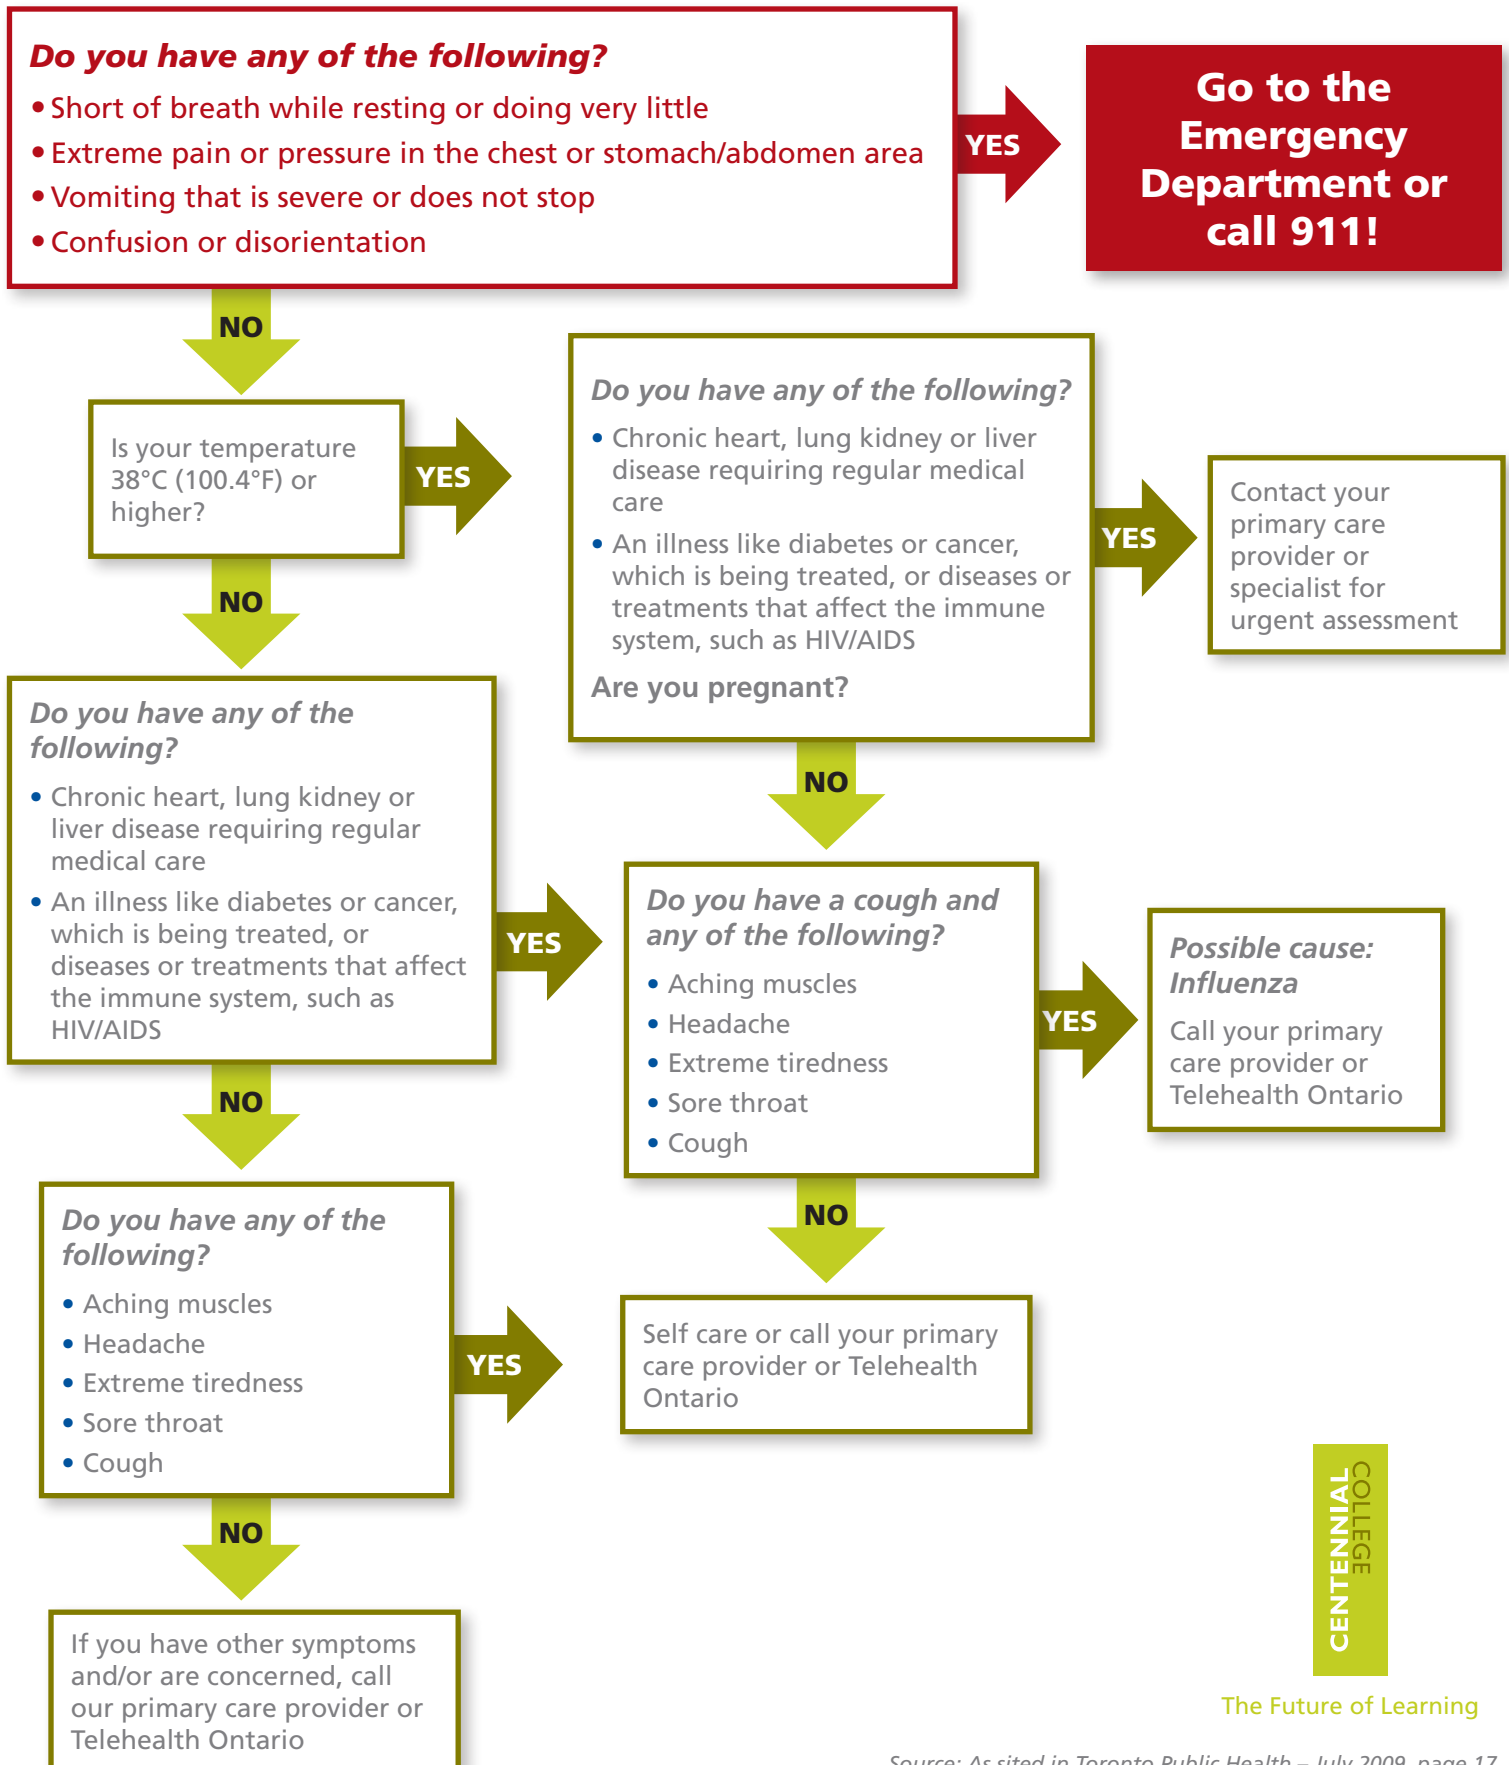 Do you have any of the following?
• Short of breath while resting or doing very little
• Extreme pain or pressure in the chest or stomach/abdomen area
• Vomiting that is severe or does not stop
• Confusion or disorientation
YES
Go to the
Emergency
Department or
call 911!
NO
Is your temperature
38°C (100.4°F) or
higher?
YES
Do you have any of the following?
• Chronic heart, lung kidney or liver
disease requiring regular medical
care
• An illness like diabetes or cancer,
which is being treated, or diseases or
treatments that affect the immune
system, such as HIV/AIDS
Are you pregnant?
YES
Contact your
primary care
provider or
specialist for
urgent assessment
NO
Do you have any of the
following?
• Chronic heart, lung kidney or
liver disease requiring regular
medical care
• An illness like diabetes or cancer,
which is being treated, or
diseases or treatments that affect
the immune system, such as
HIV/AIDS
YES
NO
Do you have a cough and
any of the following?
• Aching muscles
• Headache
• Extreme tiredness
• Sore throat
• Cough
YES
Possible cause:
Influenza
Call your primary
care provider or
Telehealth Ontario
NO
Do you have any of the
following?
• Aching muscles
• Headache
• Extreme tiredness
• Sore throat
• Cough
YES
NO
Self care or call your primary
care provider or Telehealth
Ontario
NO
If you have other symptoms
and/or are concerned, call
our primary care provider or
Telehealth Ontario
CENTENNIAL
COLLEGE
The Future of Learning
Source: As sited in Toronto Public Health – July 2009, page 17